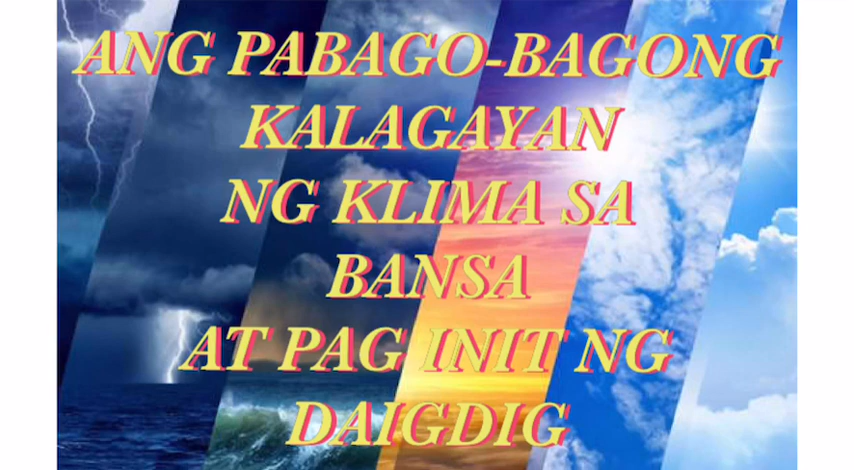 ANG PABAGO-BAGONG
KALAGAYAN
NG KLIMA SA
BANSA
AT PAG INIT NG
DAIGDIG